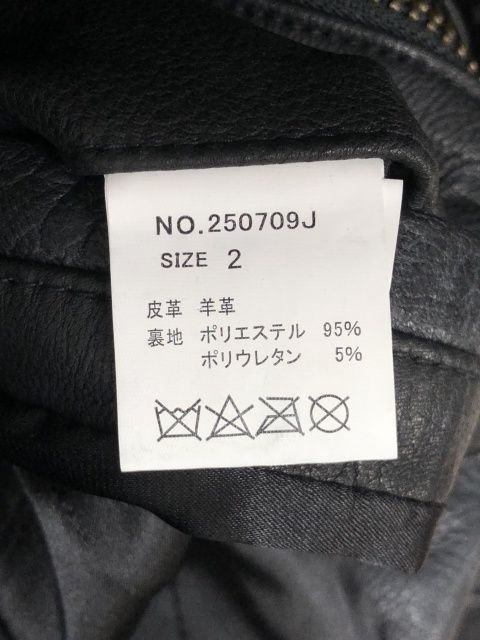 NO.250709J
SIZE 2
皮革 羊革
裏地 ポリエステル 95%
ポリウレタン 5%